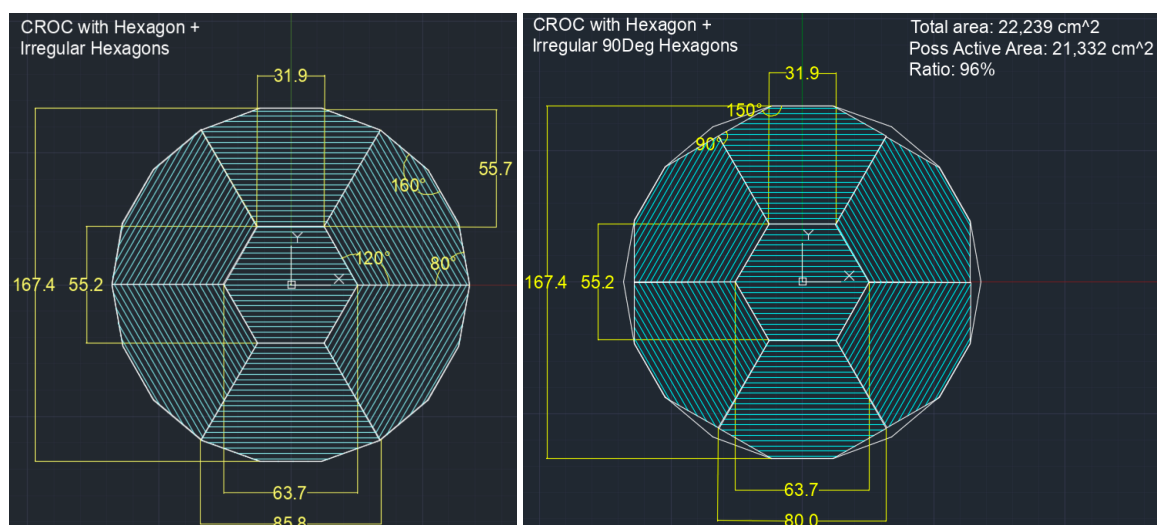 CROC with Hexagon +
Irregular Hexagons
31.9
55.7
160°
Y
120°
80°
X
167.4
55.2
63.7
85.8
CROC with Hexagon +
Irregular 90Deg Hexagons
Total area: 22,239 cm^2
Poss Active Area: 21,332 cm^2
Ratio: 96%
31.9
150°
90°
Y
X
167.4
55.2
63.7
80.0